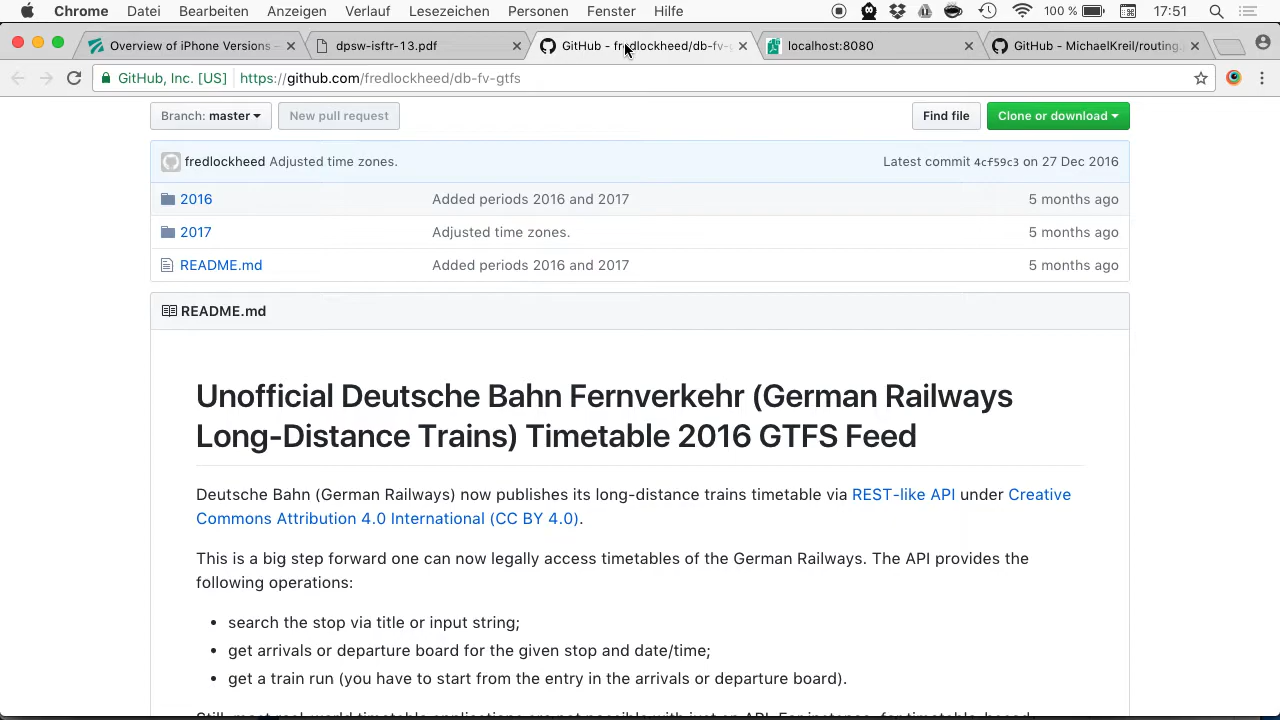 Chrome Datei Bearbeiten Anzeigen Verlauf Lesezeichen Personen Fenster Hilfe 100 % 17:51
Overview of iPhone Versions – dpsw-isftr-13.pdf GitHub - fredlockheed/db-fv- localhost:8080 GitHub - MichaelKreil/routing.
GitHub, Inc. [US] https://github.com/fredlockheed/db-fv-gtfs
Branch: master New pull request Find file Clone or download
fredlockheed Adjusted time zones. Latest commit 4cf59c3 on 27 Dec 2016
2016 Added periods 2016 and 2017 5 months ago
2017 Adjusted time zones. 5 months ago
README.md Added periods 2016 and 2017 5 months ago
README.md
Unofficial Deutsche Bahn Fernverkehr (German Railways
Long-Distance Trains) Timetable 2016 GTFS Feed
Deutsche Bahn (German Railways) now publishes its long-distance trains timetable via REST-like API under Creative
Commons Attribution 4.0 International (CC BY 4.0).
This is a big step forward one can now legally access timetables of the German Railways. The API provides the
following operations:
• search the stop via title or input string;
• get arrivals or departure board for the given stop and date/time;
• get a train run (you have to start from the entry in the arrivals or departure board).